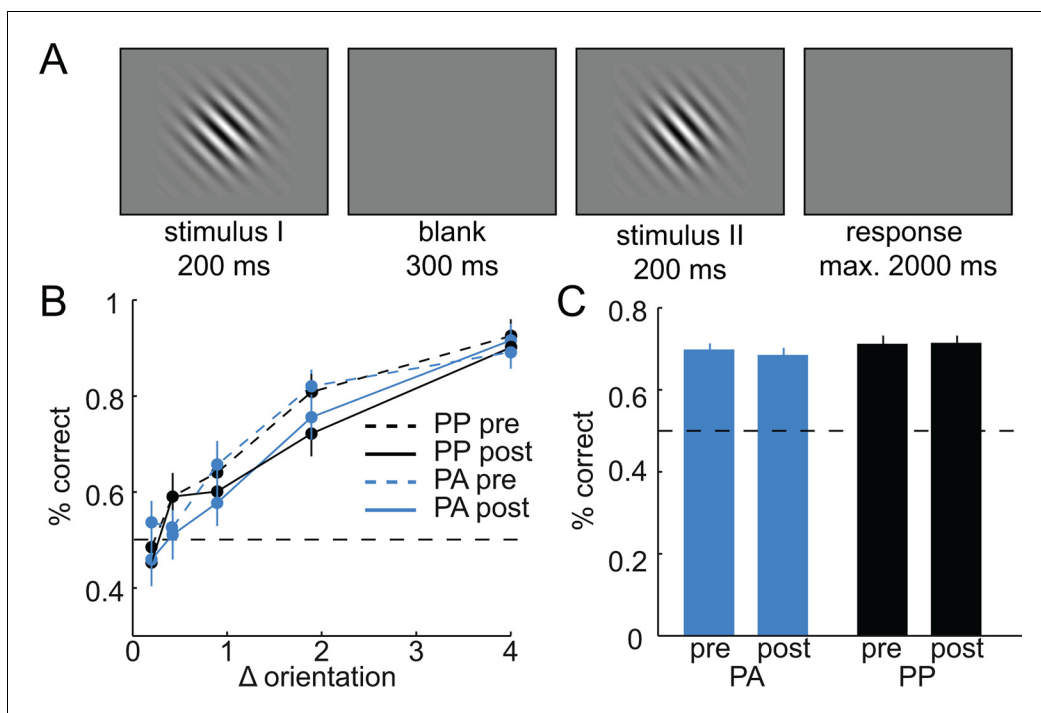 A
stimulus I
200 ms
blank
300 ms
stimulus II
200 ms
response
max. 2000 ms
B
1
0.8
0.6
0.4
% correct
0
1
2
3
4
Δ orientation
PP pre
PP post
PA pre
PA post
C
0.8
0.6
0.4
0.2
0
% correct
pre
post
pre
post
PA
PP